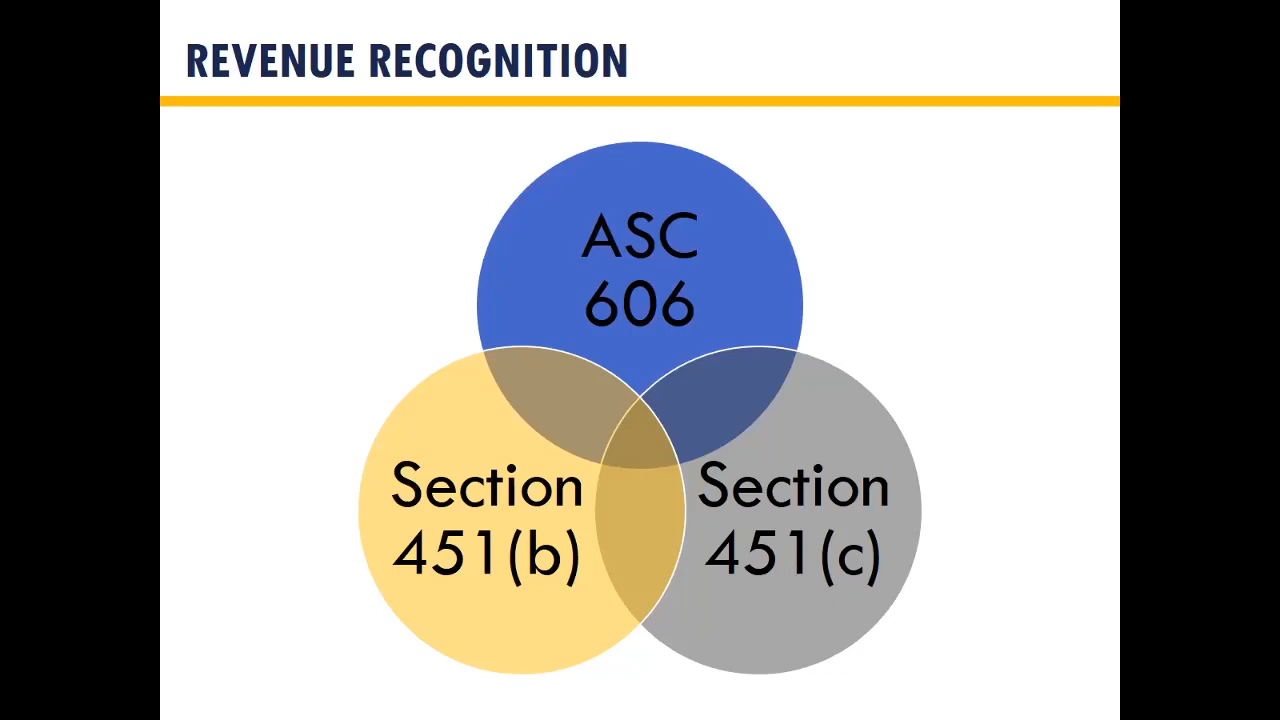 REVENUE RECOGNITION
ASC
606
Section
451(b)
Section
451(c)